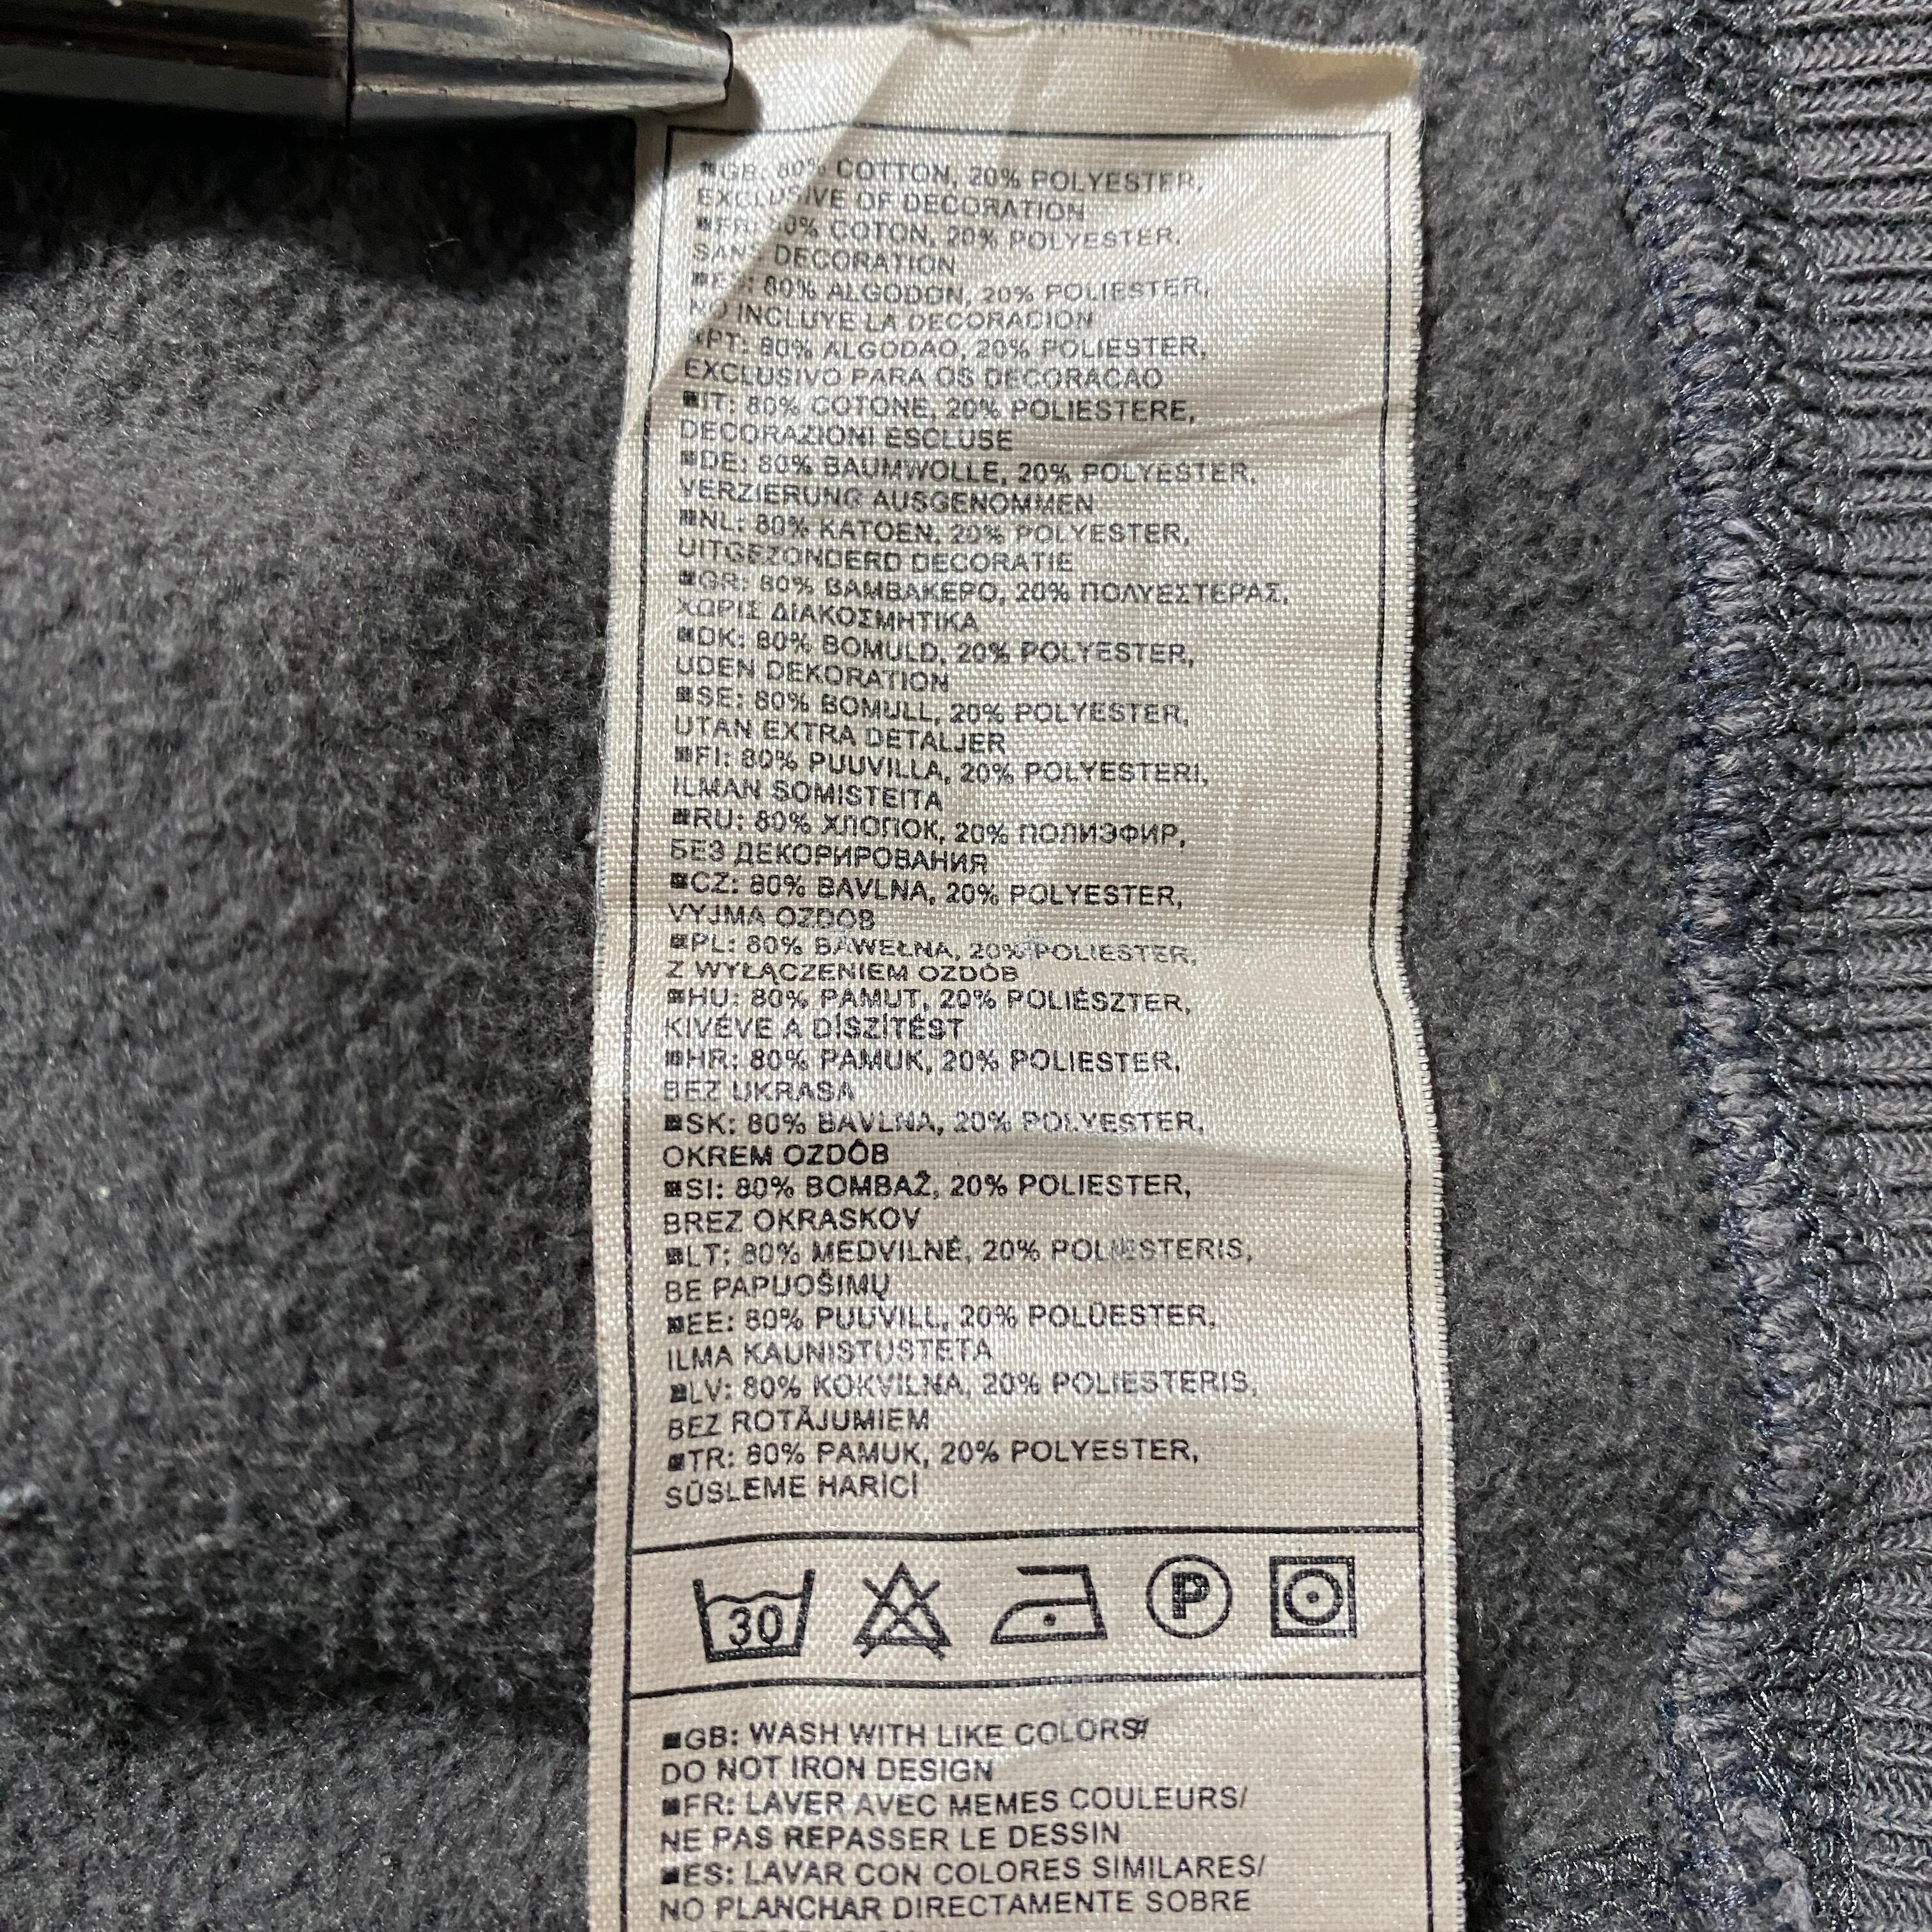 ■GB: 80% COTTON, 20% POLYESTER,
EXCLUSIVE OF DECORATION
■FR: 80% COTON, 20% POLYESTER,
SANS DECORATION
■ES: 80% ALGODON, 20% POLIESTER,
NO INCLUYE LA DECORACION
■PT: 80% ALGODAO, 20% POLIESTER,
EXCLUSIVO PARA OS DECORACAO
■IT: 80% COTONE, 20% POLIESTERE,
DECORAZIONI ESCLUSE
■DE: 80% BAUMWOLLE, 20% POLYESTER,
VERZIERUNG AUSGENOMMEN
■NL: 80% KATOEN, 20% POLYESTER,
UITGEZONDERD DECORATIE
■GR: 80% ΒΑΜΒΑΚΕΡΟ, 20% ΠΟΛΥΕΣΤΕΡΑΣ,
ΧΩΡΙΣ ΔΙΑΚΟΣΜΗΤΙΚΑ
■DK: 80% BOMULD, 20% POLYESTER,
UDEN DEKORATION
■SE: 80% BOMULL, 20% POLYESTER,
UTAN EXTRA DETALJER
■FI: 80% PUUVILLA, 20% POLYESTERI,
ILMAN SOMISTEITA
■RU: 80% ХЛОПОК, 20% ПОЛИЭФИР,
БЕЗ ДЕКОРИРОВАНИЯ
■CZ: 80% BAVLNA, 20% POLYESTER,
VYJMA OZDOB
■PL: 80% BAWEŁNA, 20% POLIESTER,
Z WYŁĄCZENIEM OZDÓB
■HU: 80% PAMUT, 20% POLIÉSZTER,
KIVÉVE A DÍSZÍTÉST
■HR: 80% PAMUK, 20% POLIESTER,
BEZ UKRASA
■SK: 80% BAVLNA, 20% POLYESTER,
OKREM OZDÔB
■SI: 80% BOMBAŽ, 20% POLIESTER,
BREZ OKRASKOV
■LT: 80% MEDVILNĖ, 20% POLIESTERIS,
BE PAPUOŠIMŲ
■EE: 80% PUUVILL, 20% POLÜESTER,
ILMA KAUNISTUSTETA
■LV: 80% KOKVILNA, 20% POLIESTERIS,
BEZ ROTĀJUMIEM
■TR: 80% PAMUK, 20% POLYESTER,
SÜSLEME HARİCİ
30 P
■GB: WASH WITH LIKE COLORS/
DO NOT IRON DESIGN
■FR: LAVER AVEC MEMES COULEURS/
NE PAS REPASSER LE DESSIN
■ES: LAVAR CON COLORES SIMILARES/
NO PLANCHAR DIRECTAMENTE SOBRE